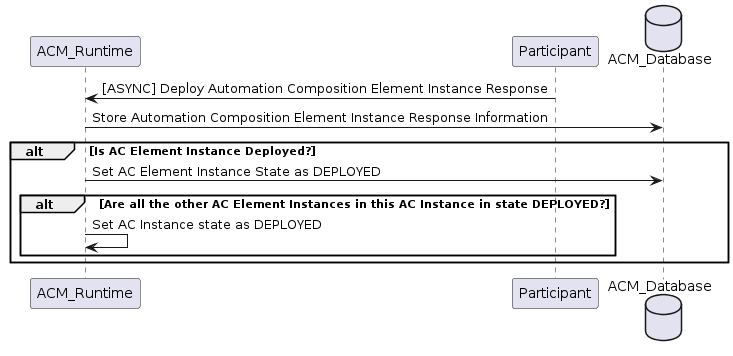 ACM_Runtime
Participant
ACM_Database
[ASYNC] Deploy Automation Composition Element Instance Response
Store Automation Composition Element Instance Response Information
alt [Is AC Element Instance Deployed?]
Set AC Element Instance State as DEPLOYED
alt [Are all the other AC Element Instances in this AC Instance in state DEPLOYED?]
Set AC Instance state as DEPLOYED
ACM_Runtime
Participant
ACM_Database